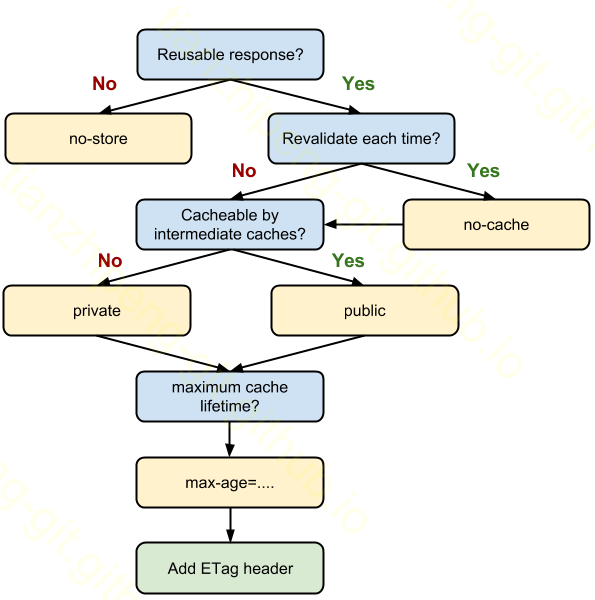 Reusable response?
No
Yes
no-store
Revalidate each time?
No
Yes
Cacheable by
intermediate caches?
no-cache
No
Yes
private
public
maximum cache
lifetime?
max-age=....
Add ETag header